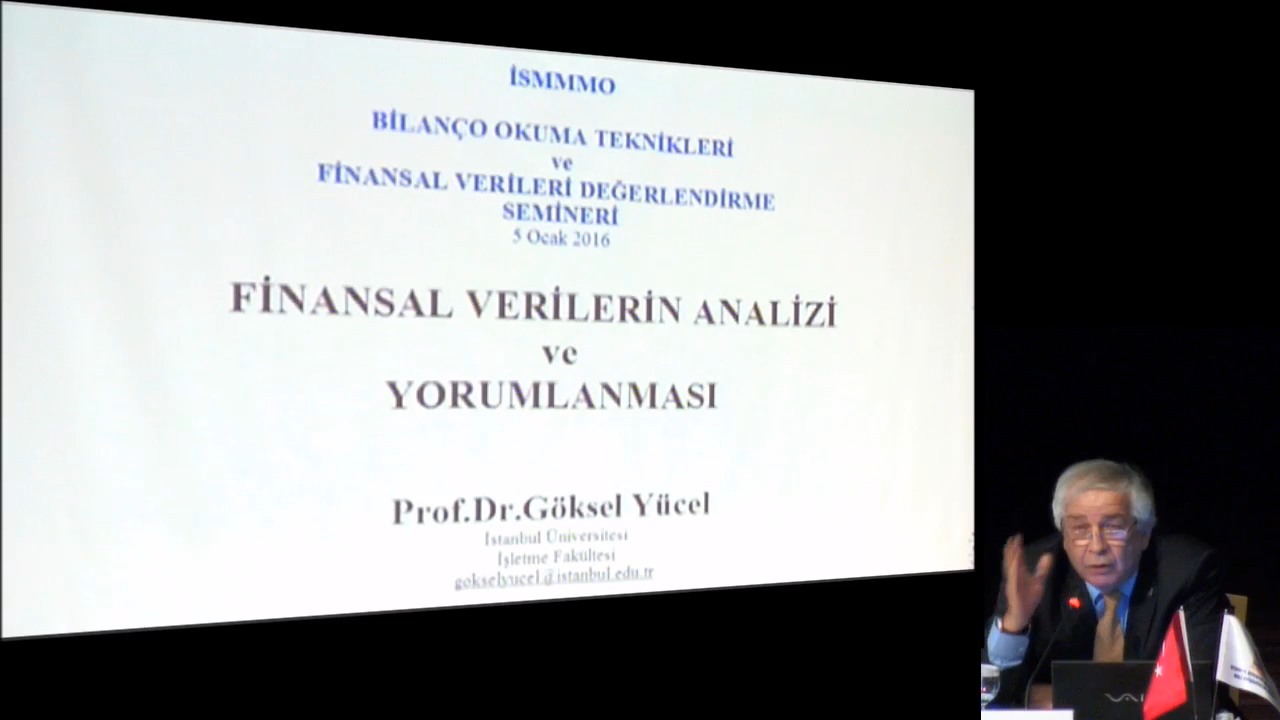 İSMMMO
BİLANÇO OKUMA TEKNİKLERİ
ve
FİNANSAL VERİLERİ DEĞERLENDİRME
SEMİNERİ
5 Ocak 2016
FİNANSAL VERİLERİN ANALİZİ
ve
YORUMLANMASI
Prof.Dr.Göksel Yücel
İstanbul Üniversitesi
İşletme Fakültesi
gokselyucel@istanbul.edu.tr